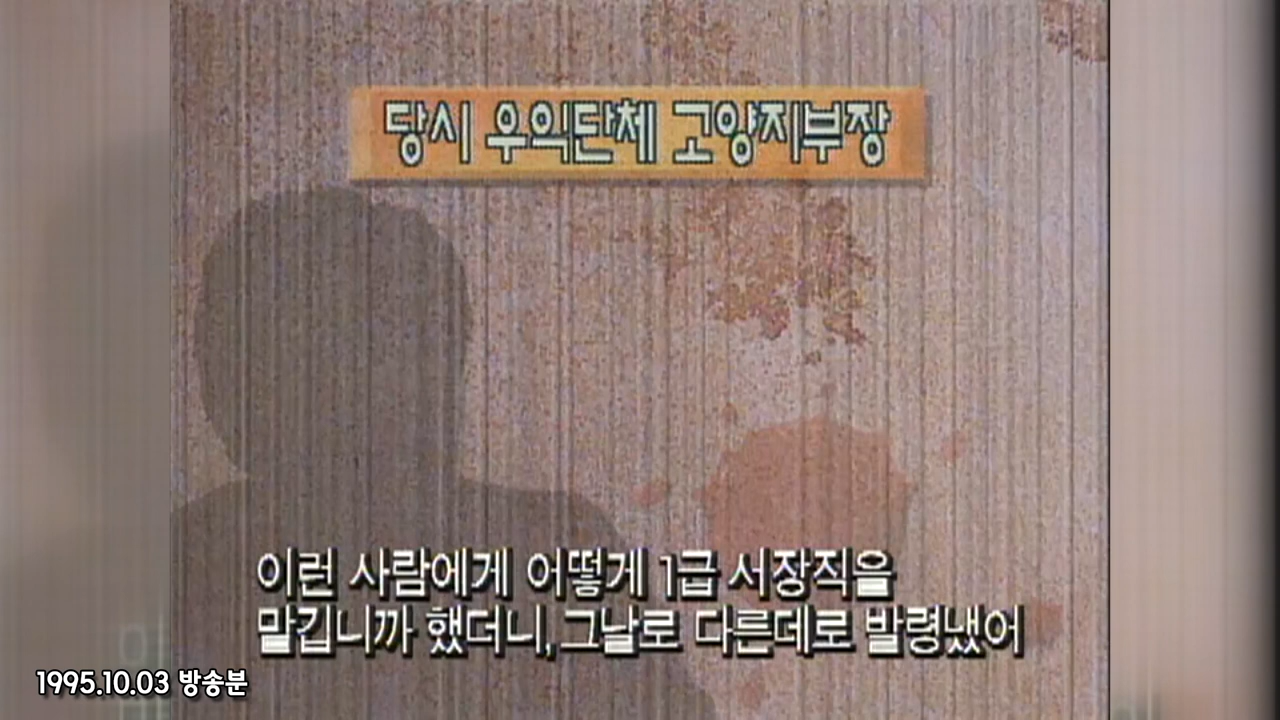 당시 우익단체 고양지부장
이런 사람에게 어떻게 1급 서장직을
맡깁니까 했더니, 그날로 다른데로 발령냈어
1995.10.03 방송분